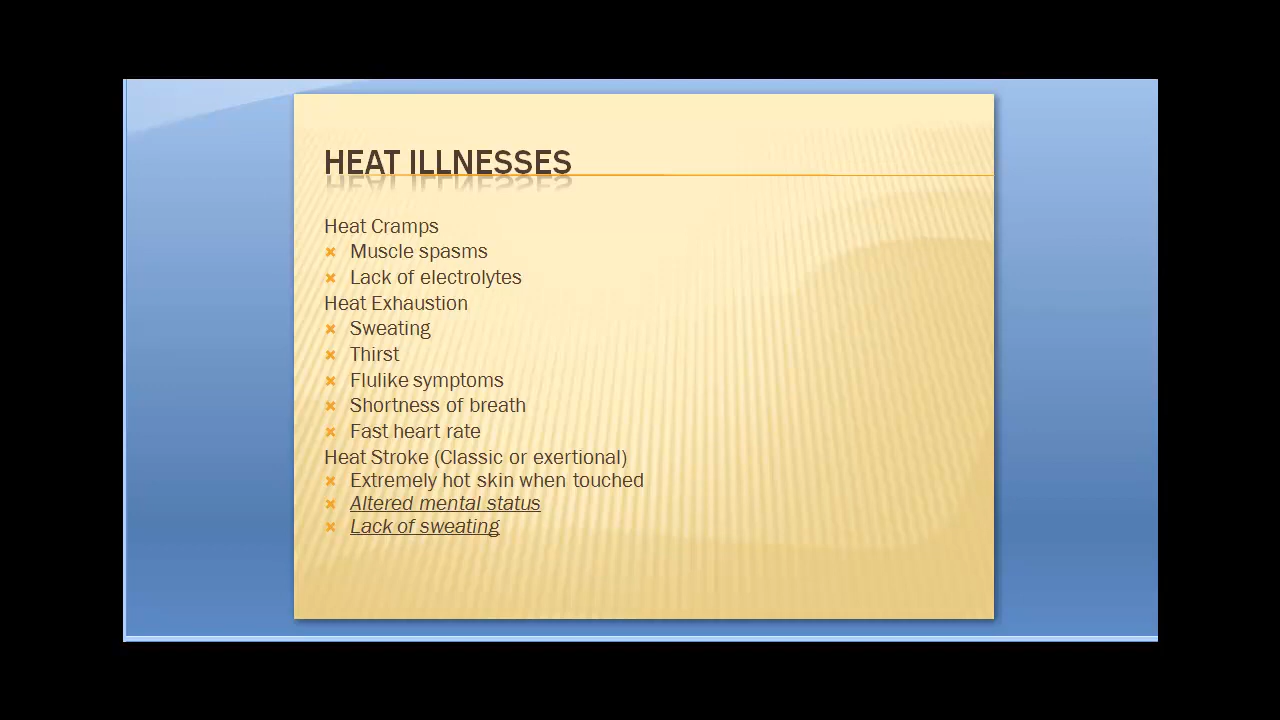 HEAT ILLNESSES
Heat Cramps
Muscle spasms
Lack of electrolytes
Heat Exhaustion
Sweating
Thirst
Flulike symptoms
Shortness of breath
Fast heart rate
Heat Stroke (Classic or exertional)
Extremely hot skin when touched
Altered mental status
Lack of sweating